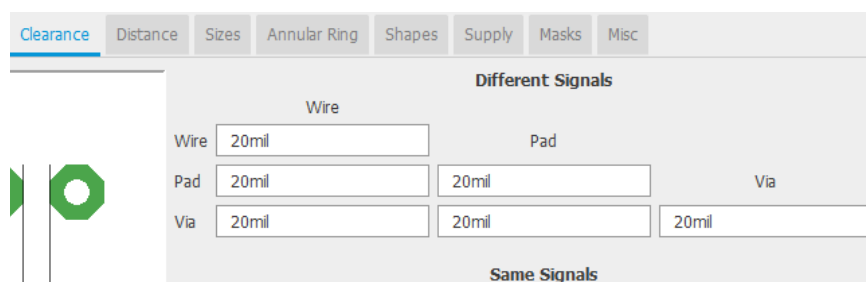 Clearance Distance Sizes Annular Ring Shapes Supply Masks Misc
Different Signals
Wire
Wire 20mil Pad
Pad 20mil 20mil Via
Via 20mil 20mil 20mil
Same Signals